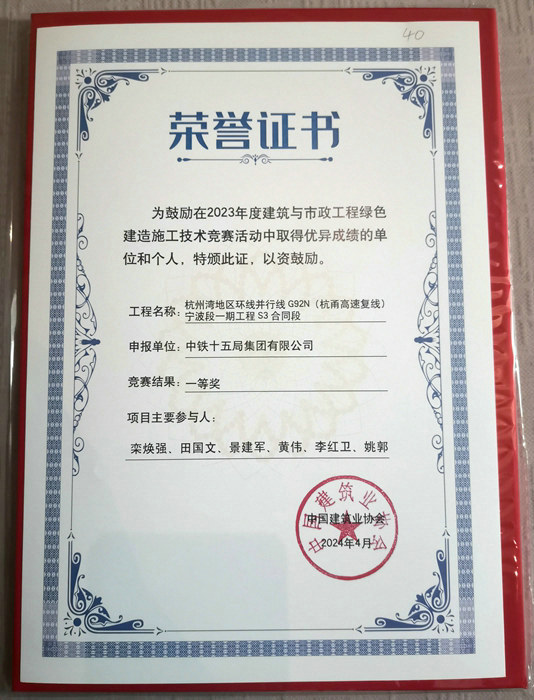 40
荣誉证书
为鼓励在2023年度建筑与市政工程绿色
建造施工技术竞赛活动中取得优异成绩的单
位和个人，特颁此证，以资鼓励。
工程名称：杭州湾地区环线并行线 G92N（杭甬高速复线）
宁波段一期工程 S3 合同段
申报单位：中铁十五局集团有限公司
竞赛结果：一等奖
项目主要参与人：
栾焕强、田国文、景建军、黄伟、李红卫、姚郭
中国建筑业协会
中国建筑业协会
2024年4月